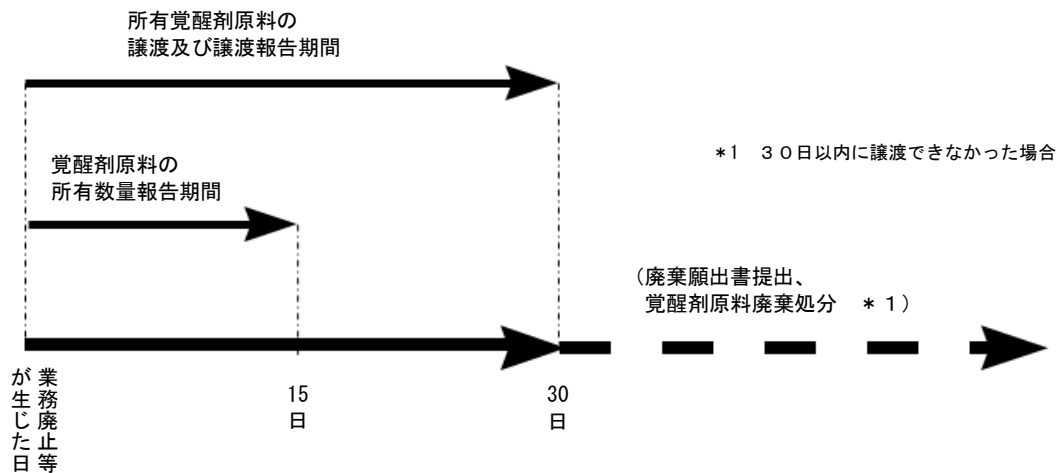 所有覚醒剤原料の
譲渡及び譲渡報告期間
＊1　３０日以内に譲渡できなかった場合
覚醒剤原料の
所有数量報告期間
（廃棄願出書提出、
覚醒剤原料廃棄処分　＊１）
業務廃止等
が生じた日
15
日
30
日